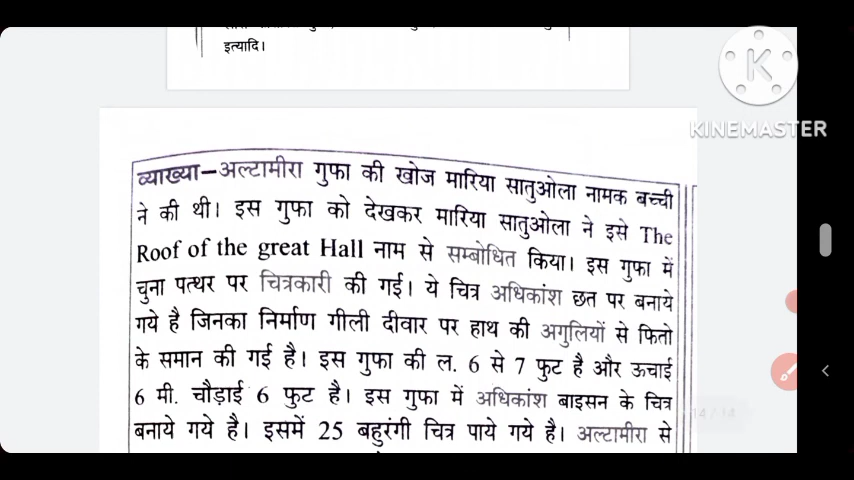 इत्यादि।
K
KINEMASTER
व्याख्या–अल्टामीरा गुफा की खोज मारिया सातुओला नामक बच्ची
ने की थी। इस गुफा को देखकर मारिया सातुओला ने इसे The
Roof of the great Hall नाम से सम्बोधित किया। इस गुफा में
चुना पत्थर पर चित्रकारी की गई। ये चित्र अधिकांश छत पर बनाये
गये है जिनका निर्माण गीली दीवार पर हाथ की अगुलियों से फितो
के समान की गई है। इस गुफा की ल. 6 से 7 फुट है और ऊचाई
6 मी. चौड़ाई 6 फुट है। इस गुफा में अधिकांश बाइसन के चित्र
बनाये गये है। इसमें 25 बहुरंगी चित्र पाये गये है। अल्टामीरा से
14 / 14